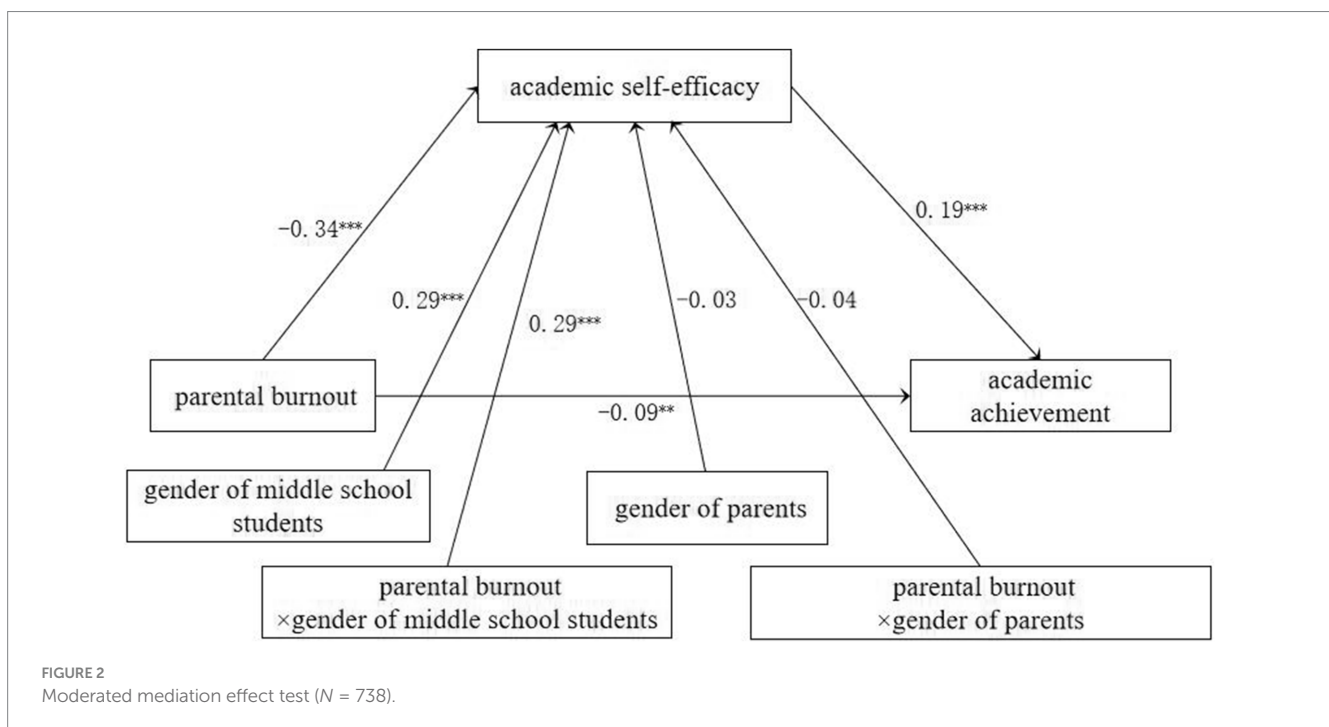 academic self-efficacy
0.19***
-0.34***
0.29***
-0.03
-0.04
0.29***
parental burnout
academic
achievement
-0.09**
gender of middle school
students
gender of parents
parental burnout
×gender of middle school students
parental burnout
×gender of parents
FIGURE 2
Moderated mediation effect test (N = 738).